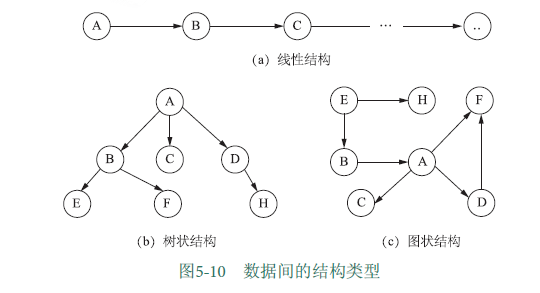 A B C … ..
(a) 线性结构
A
B C D
E F H
(b) 树状结构
E H F
B A
C D
(c) 图状结构
图5-10 数据间的结构类型